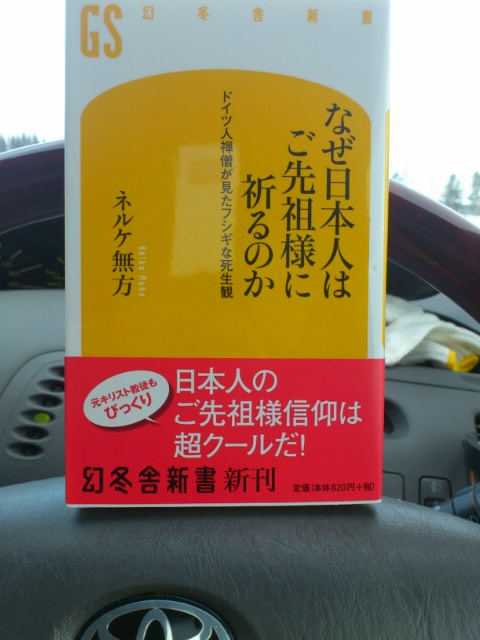 GS 幻冬舎新書
なぜ日本人は
ご先祖様に
祈るのか
ドイツ人禅僧が見たフシギな死生観
ネルケ無方
Nelke Muho
元キリスト教徒も
びっくり
日本人の
ご先祖様信仰は
超クールだ!
幻冬舎新書 新刊
定価(本体820円+税)